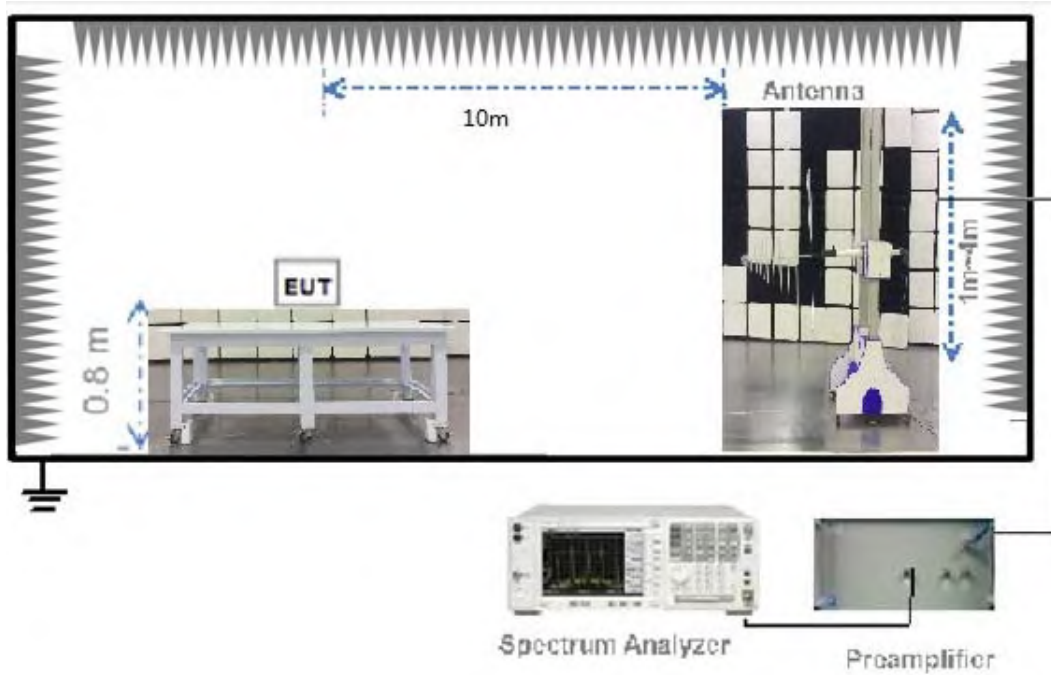 Antenna
10m
1m~4m
EUT
0.8 m
Spectrum Analyzer
Preamplifier